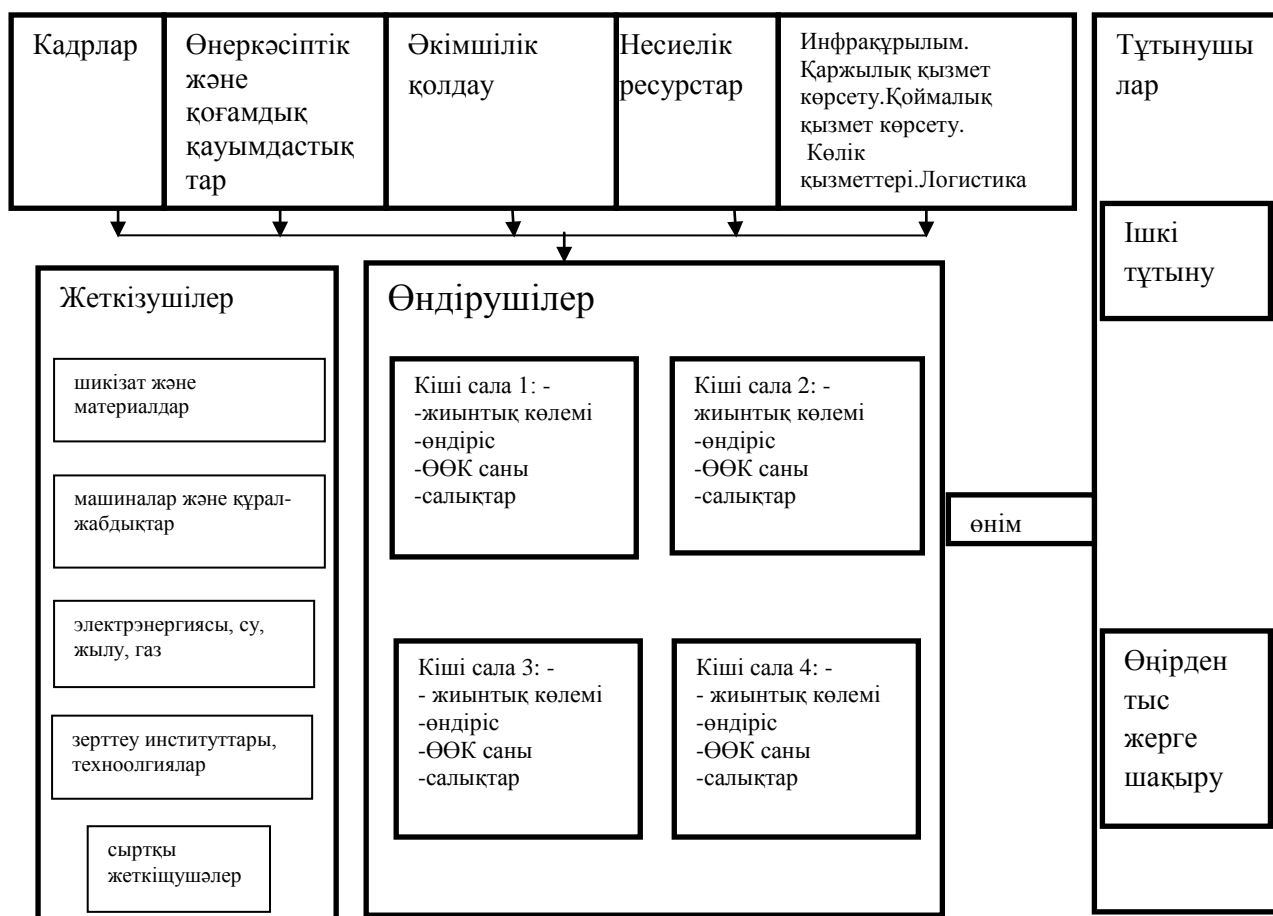 Кадрлар
Өнеркәсіптік
және
қоғамдық
қауымдастық
тар
Әкімшілік
қолдау
Несиелік
ресурстар
Инфрақұрылым.
Қаржылық қызмет
көрсету.Қоймалық
қызмет көрсету.
Көлік
қызметтері.Логистика
Тұтынушы
лар
Ішкі
тұтыну
Өңірден
тыс
жерге
шақыру
Жеткізушілер
шикізат және
материалдар
машиналар және құрал-
жабдықтар
электрэнергиясы, су,
жылу, газ
зерттеу институттары,
техноолгиялар
сыртқы
жеткіщушәлер
Өндірушілер
Кіші сала 1: -
-жиынтық көлемі
-өндіріс
-ӨӨК саны
-салықтар
Кіші сала 2: -
жиынтық көлемі
-өндіріс
-ӨӨК саны
-салықтар
Кіші сала 3: -
- жиынтық көлемі
-өндіріс
-ӨӨК саны
-салықтар
Кіші сала 4: -
- жиынтық көлемі
-өндіріс
-ӨӨК саны
-салықтар
өнім